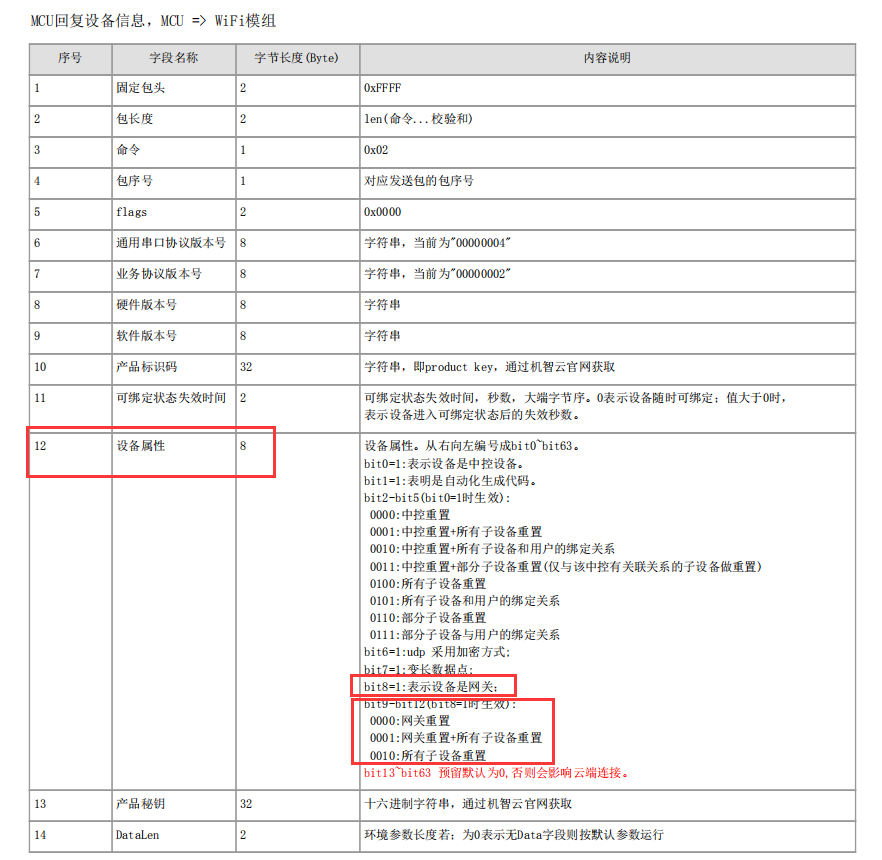 MCU回复设备信息，MCU => WiFi模组
序号 字段名称 字节长度(Byte) 内容说明
1 固定包头 2 0xFFFF
2 包长度 2 len(命令...校验和)
3 命令 1 0x02
4 包序号 1 对应发送包的包序号
5 flags 2 0x0000
6 通用串口协议版本号 8 字符串，当前为"00000004"
7 业务协议版本号 8 字符串，当前为"00000002"
8 硬件版本号 8 字符串
9 软件版本号 8 字符串
10 产品标识码 32 字符串，即product key，通过机智云官网获取
11 可绑定状态失效时间 2 可绑定状态失效时间，秒数，大端字节序。0表示设备随时可绑定；值大于0时，
表示设备进入可绑定状态后的失效秒数。
12 设备属性 8 设备属性。从右向左编号成bit0~bit63。
bit0=1:表示设备是中控设备。
bit1=1:表明是自动化生成代码。
bit2-bit5(bit0=1时生效):
0000:中控重置
0001:中控重置+所有子设备重置
0010:中控重置+所有子设备和用户的绑定关系
0011:中控重置+部分子设备重置(仅与该中控有关联关系的子设备做重置)
0100:所有子设备重置
0101:所有子设备和用户的绑定关系
0110:部分子设备重置
0111:部分子设备与用户的绑定关系
bit6=1:udp 采用加密方式;
bit7=1:变长数据点;
bit8=1:表示设备是网关;
bit9-bit12(bit8=1时生效):
0000:网关重置
0001:网关重置+所有子设备重置
0010:所有子设备重置
bit13~bit63 预留默认为0,否则会影响云端连接。
13 产品秘钥 32 十六进制字符串，通过机智云官网获取
14 DataLen 2 环境参数长度若；为0表示无Data字段则按默认参数运行